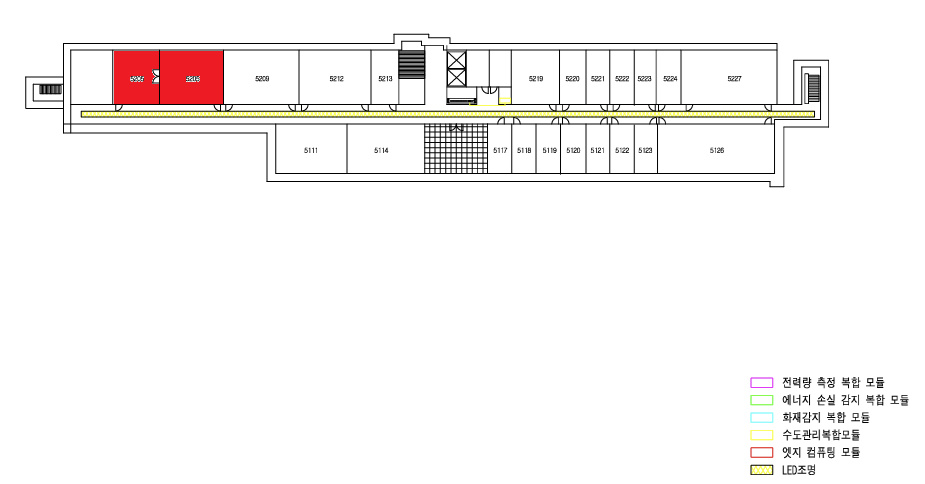 5205 5206 5209 5212 5213 5219 5220 5221 5222 5223 5224 5227
5111 5114 5117 5118 5119 5120 5121 5122 5123 5126
전력량 측정 복합 모듈
에너지 손실 감지 복합 모듈
화재감지 복합 모듈
수도관리복합모듈
엣지 컴퓨팅 모듈
LED조명